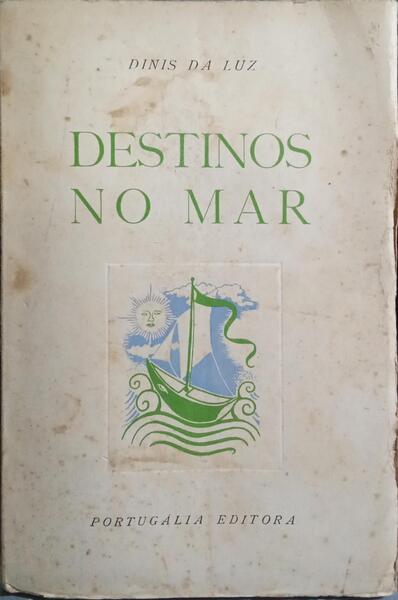 DINIS DA LUZ
DESTINOS
NO MAR
PORTUGÁLIA EDITORA